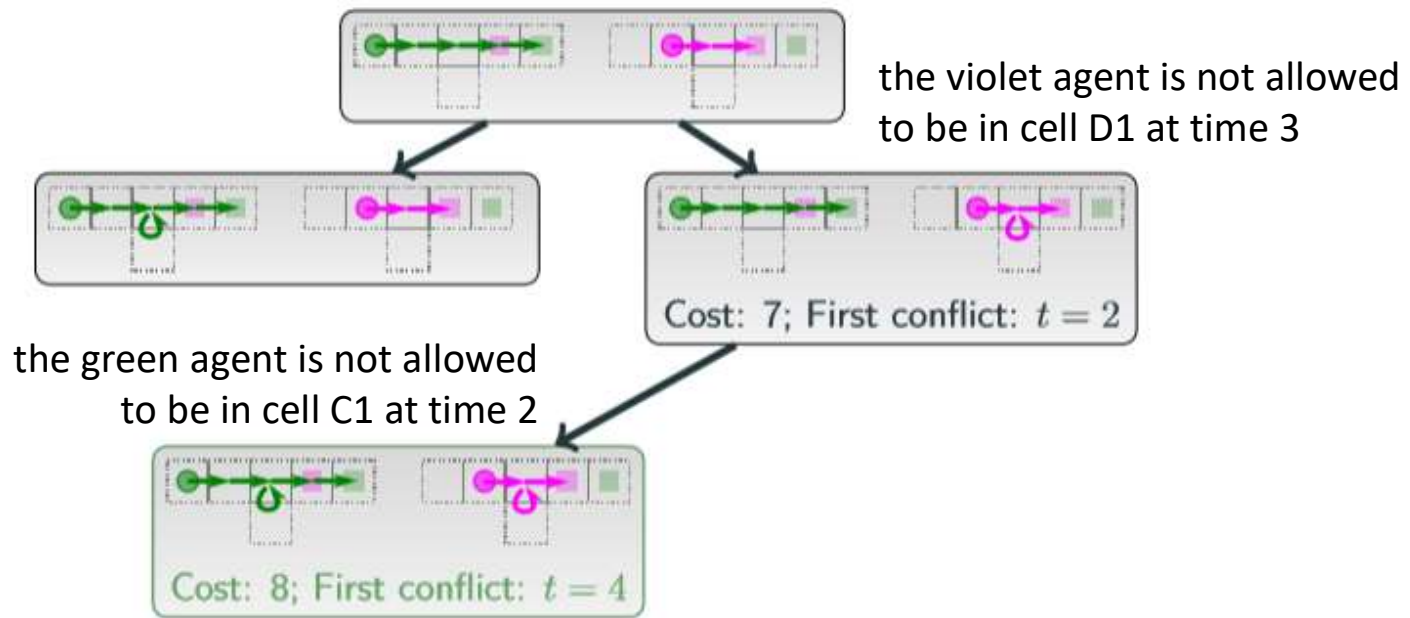 the violet agent is not allowed
to be in cell D1 at time 3
Cost: 7; First conflict: t = 2
the green agent is not allowed
to be in cell C1 at time 2
Cost: 8; First conflict: t = 4